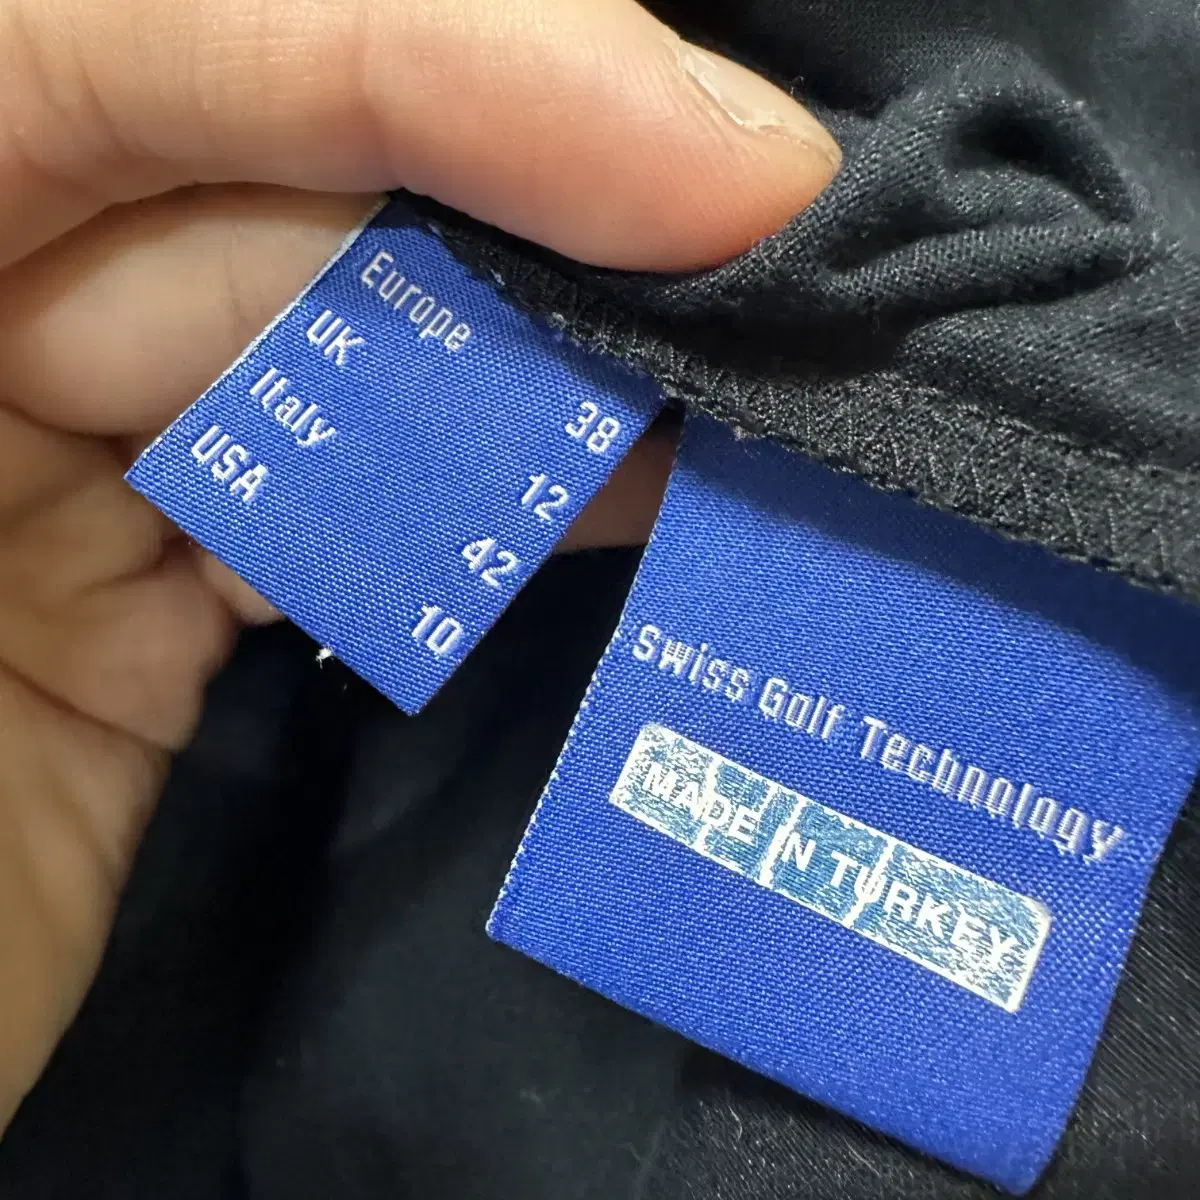 Europe 38
UK 12
Italy 42
USA 10
Swiss Golf Technology
MADE IN TURKEY